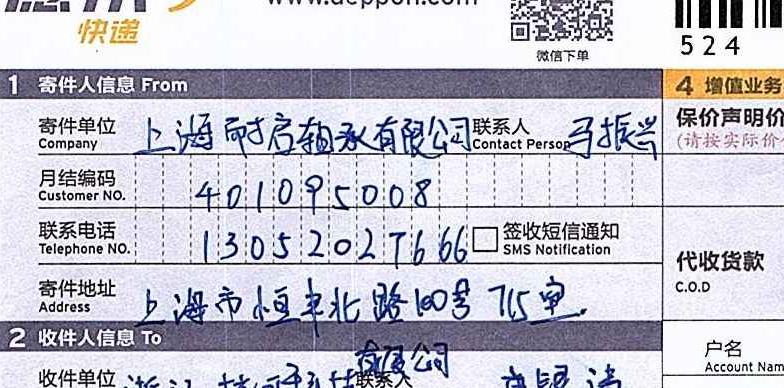 快递
www.deppon.com
微信下单
524
1 寄件人信息 From
4 增值业务
寄件单位 上海耐启轴承有限公司 联系人 马振兴
Company Contact Person
保价声明价
(请按实际价
月结编码 401095008
Customer NO.
联系电话 13052027666 签收短信通知
Telephone NO. SMS Notification
代收货款
C.O.D
寄件地址 上海市恒丰北路100号715室
Address
2 收件人信息 To
户名
Account Nam
有限公司
收件单位 浙江 联系人